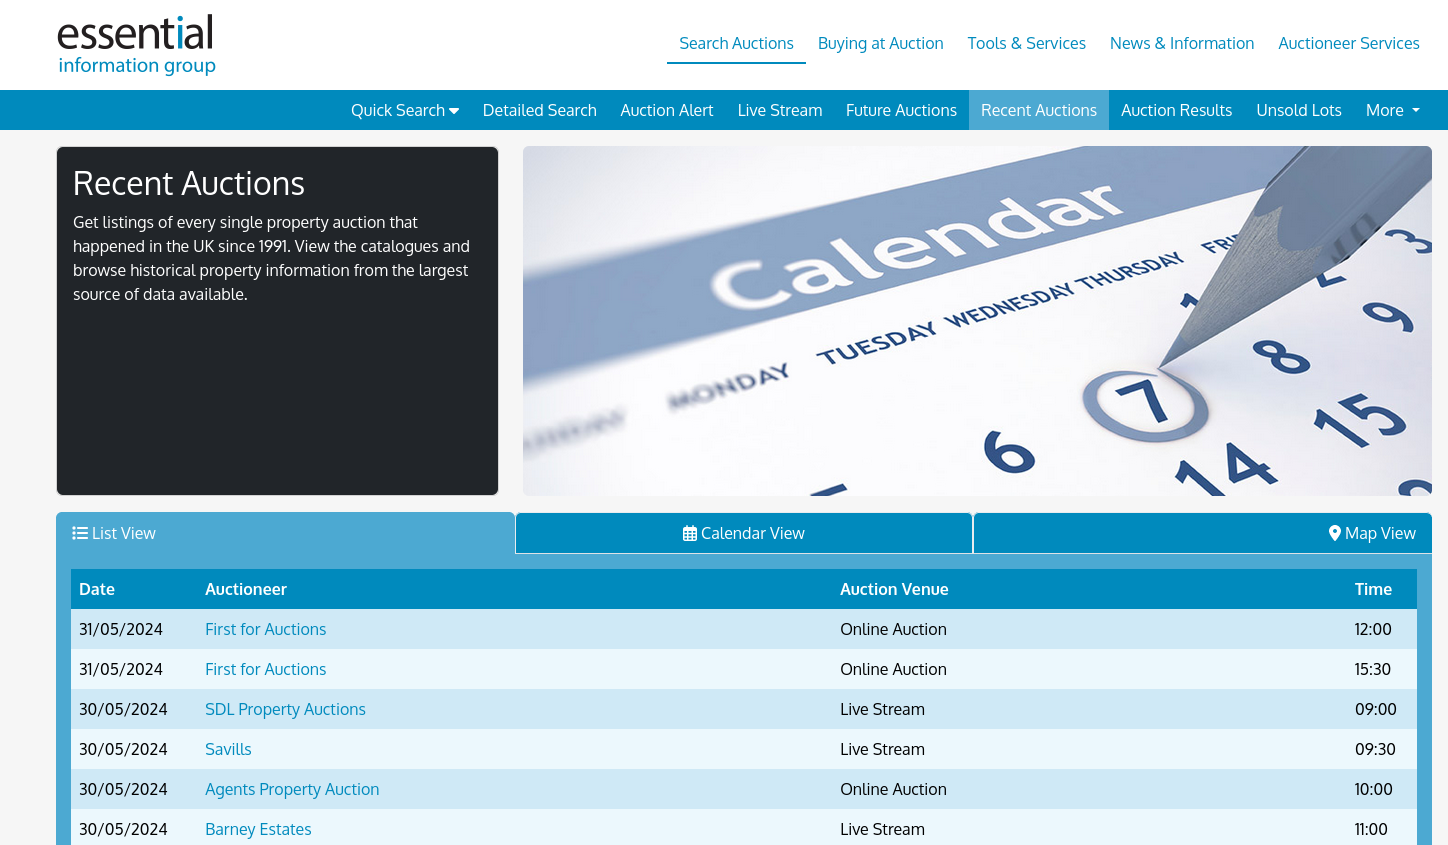 essential
information group
Search Auctions Buying at Auction Tools & Services News & Information Auctioneer Services
Quick Search Detailed Search Auction Alert Live Stream Future Auctions Recent Auctions Auction Results Unsold Lots More
Recent Auctions
Get listings of every single property auction that
happened in the UK since 1991. View the catalogues and
browse historical property information from the largest
source of data available.
Calendar
MONDAY TUESDAY WEDNESDAY THURSDAY
1 2 3
6 7 8 9
14 15
List View Calendar View Map View
Date Auctioneer Auction Venue Time
31/05/2024 First for Auctions Online Auction 12:00
31/05/2024 First for Auctions Online Auction 15:30
30/05/2024 SDL Property Auctions Live Stream 09:00
30/05/2024 Savills Live Stream 09:30
30/05/2024 Agents Property Auction Online Auction 10:00
30/05/2024 Barney Estates Live Stream 11:00